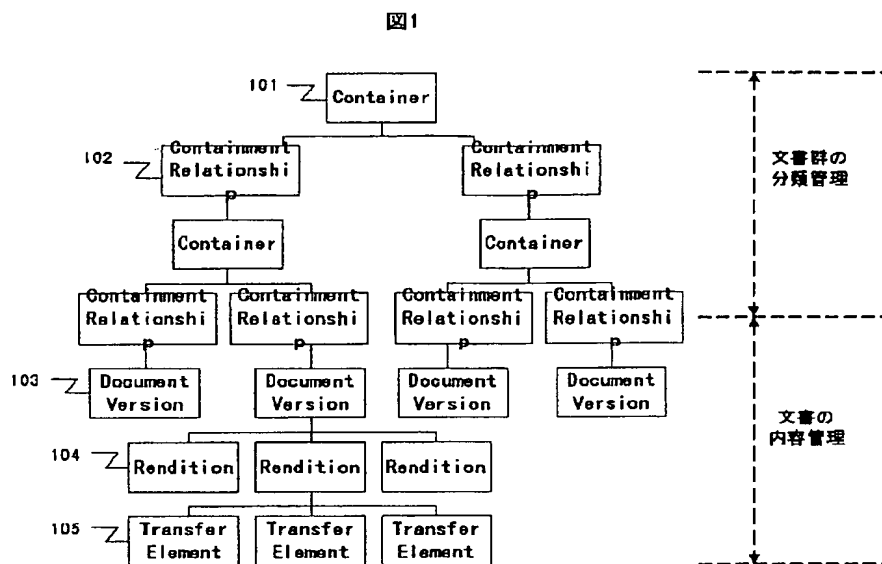 図1
101
Container
102
Containment
Relationshi
p
Containment
Relationshi
p
文書群の
分類管理
Container
Container
Containment
Relationshi
p
Containment
Relationshi
p
Containment
Relationshi
p
Containment
Relationshi
p
103
Document
Version
Document
Version
Document
Version
Document
Version
文書の
内容管理
104
Rendition
Rendition
Rendition
105
Transfer
Element
Transfer
Element
Transfer
Element